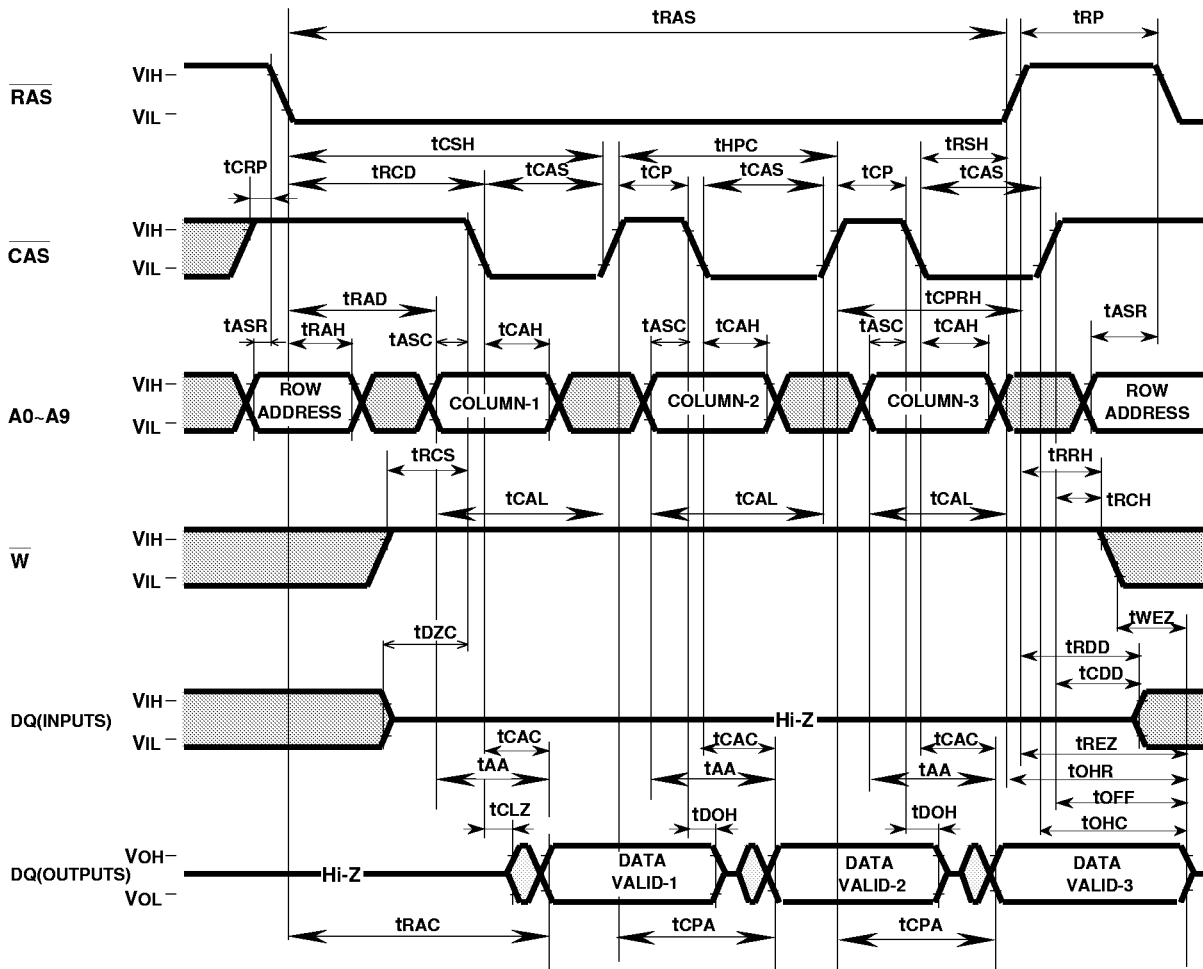 tRAS
tRP
RAS
VIH
VIL
tCSH
tHPC
tRSH
tCRP
tRCD
tCAS
tCP
tCAS
tCP
tCAS
CAS
VIH
VIL
tRAD
tCPRH
tASR
tRAH
tASC
tCAH
tASC
tCAH
tASC
tCAH
tASR
A0~A9
VIH
VIL
ROW
ADDRESS
COLUMN-1
COLUMN-2
COLUMN-3
ROW
ADDRESS
tRCS
tRRH
tCAL
tCAL
tCAL
tRCH
W
VIH
VIL
tDZC
tWEZ
tRDD
tCDD
DQ(INPUTS)
VIH
VIL
Hi-Z
tCAC
tCAC
tCAC
tREZ
tAA
tAA
tAA
tOHR
tOFF
tCLZ
tDOH
tDOH
tOHC
DQ(OUTPUTS)
VOH
VOL
Hi-Z
DATA
VALID-1
DATA
VALID-2
DATA
VALID-3
tRAC
tCPA
tCPA